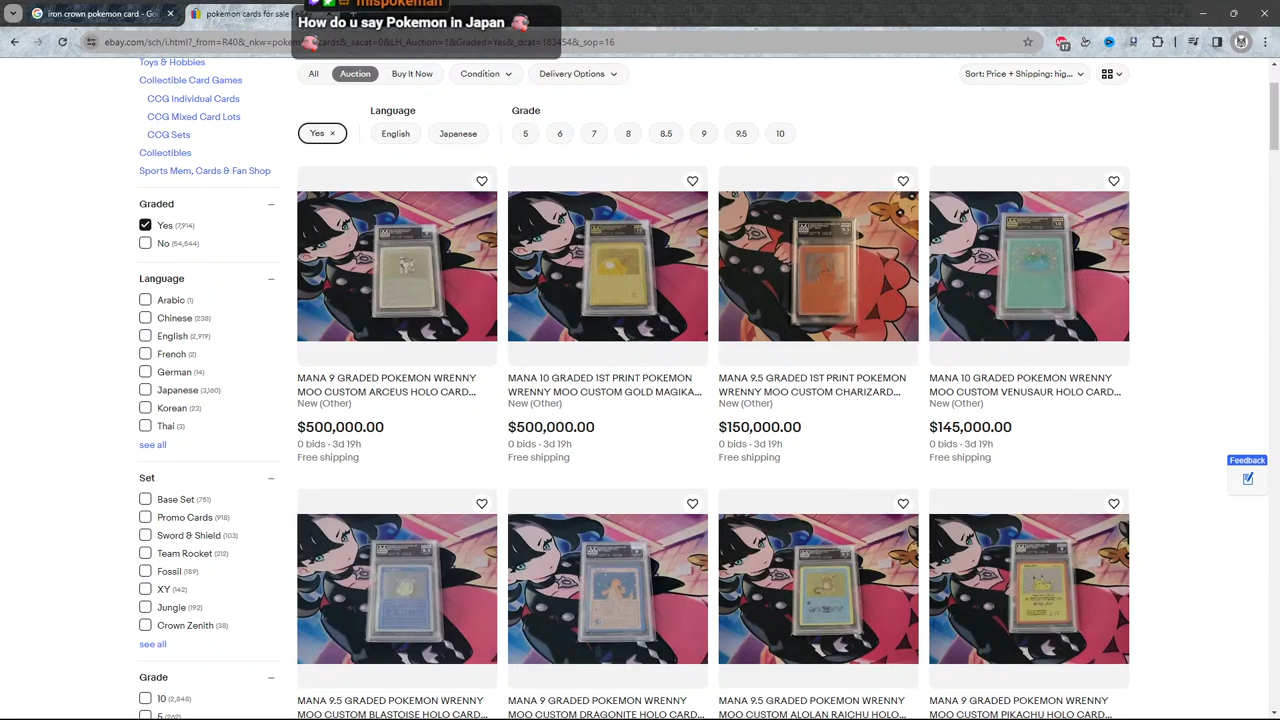 iron crown pokemon card - Go
pokemon cards for sale
mispokeman
How do u say Pokemon in Japan
ebay.com/sch/i.html?_from=R40&_nkw=poke
cards&_sacat=0&LH_Auction=1&Graded=Yes&_dcat=183454&_sop=16
17
Toys & Hobbies
Collectible Card Games
CCG Individual Cards
CCG Mixed Card Lots
CCG Sets
Collectibles
Sports Mem, Cards & Fan Shop
Graded
Yes (7,914)
No (54,544)
Language
Arabic (1)
Chinese (238)
English (2,919)
French (2)
German (14)
Japanese (3,160)
Korean (23)
Thai (3)
see all
Set
Base Set (751)
Promo Cards (918)
Sword & Shield (103)
Team Rocket (212)
Fossil (189)
XY (142)
Jungle (192)
Crown Zenith (38)
see all
Grade
10 (2,848)
All
Auction
Buy It Now
Condition
Delivery Options
Sort: Price + Shipping: hig...
Language
Grade
Yes ×
English
Japanese
5
6
7
8
8.5
9
9.5
10
MANA 9 GRADED POKEMON WRENNY
MOO CUSTOM ARCEUS HOLO CARD...
New (Other)
$500,000.00
0 bids · 3d 19h
Free shipping
MANA 10 GRADED 1ST PRINT POKEMON
WRENNY MOO CUSTOM GOLD MAGIKA...
New (Other)
$500,000.00
0 bids · 3d 19h
Free shipping
MANA 9.5 GRADED 1ST PRINT POKEMON
WRENNY MOO CUSTOM CHARIZARD...
New (Other)
$150,000.00
0 bids · 3d 19h
Free shipping
MANA 10 GRADED POKEMON WRENNY
MOO CUSTOM VENUSAUR HOLO CARD...
New (Other)
$145,000.00
0 bids · 3d 19h
Free shipping
MANA 9.5 GRADED POKEMON WRENNY
MOO CUSTOM BLASTOISE HOLO CARD...
MANA 9 GRADED POKEMON WRENNY
MOO CUSTOM DRAGONITE HOLO CARD...
MANA 9.5 GRADED POKEMON WRENNY
MOO CUSTOM ALOLAN RAICHU HOLO...
MANA 9 GRADED POKEMON WRENNY
MOO CUSTOM PIKACHU HOLO CARD...
Feedback